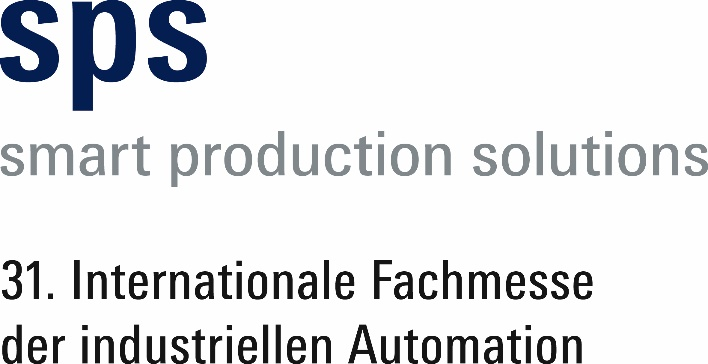 sps
smart production solutions
31. Internationale Fachmesse
der industriellen Automation